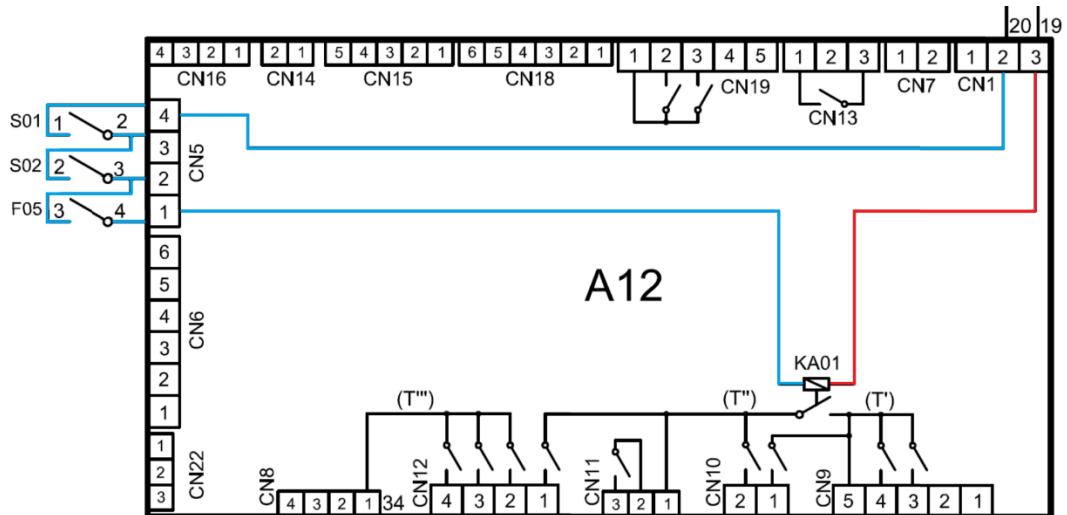 20 19
4 3 2 1 2 1 5 4 3 2 1 6 5 4 3 2 1 1 2 3 4 5 1 2 3 1 2 1 2 3
CN16 CN14 CN15 CN18 CN19 CN13 CN7 CN1
S01 1 2 4
3
S02 2 3 2
F05 3 4 1
CN5
6
5
4
3
2
1
CN6
A12
KA01
(T''') (T'') (T')
1
2
3
CN22
CN8 4 3 2 1 34
CN12 4 3 2 1
CN11 3 2 1
CN10 2 1
CN9 5 4 3 2 1